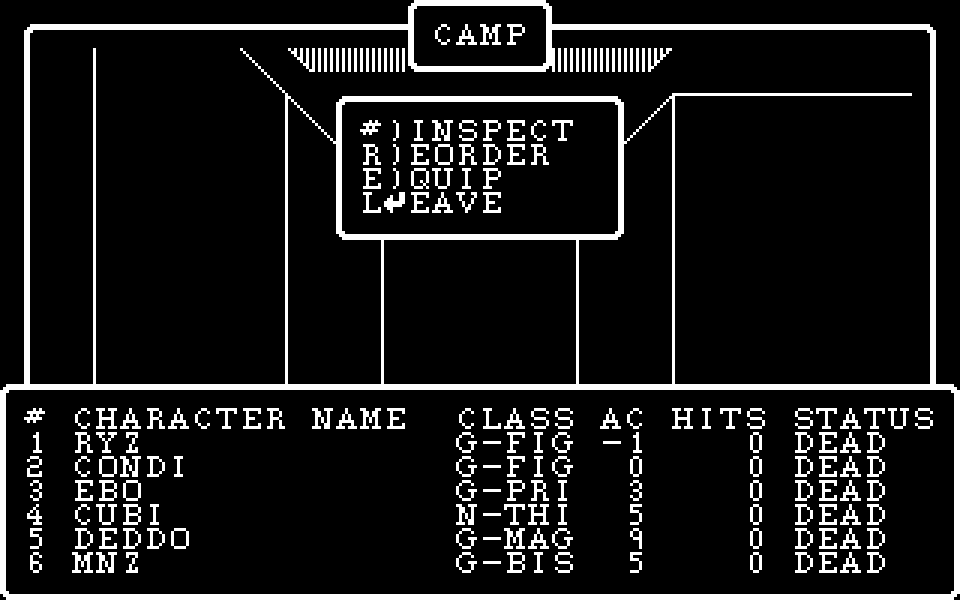 CAMP
#)INSPECT
R)EORDER
E)QUIP
L↵EAVE
# CHARACTER NAME CLASS AC HITS STATUS
1 RYZ G-FIG -1 0 DEAD
2 CONDI G-FIG 0 0 DEAD
3 EBO G-PRI 3 0 DEAD
4 CUBI N-THI 5 0 DEAD
5 DEDDO G-MAG 9 0 DEAD
6 MNZ G-BIS 5 0 DEAD